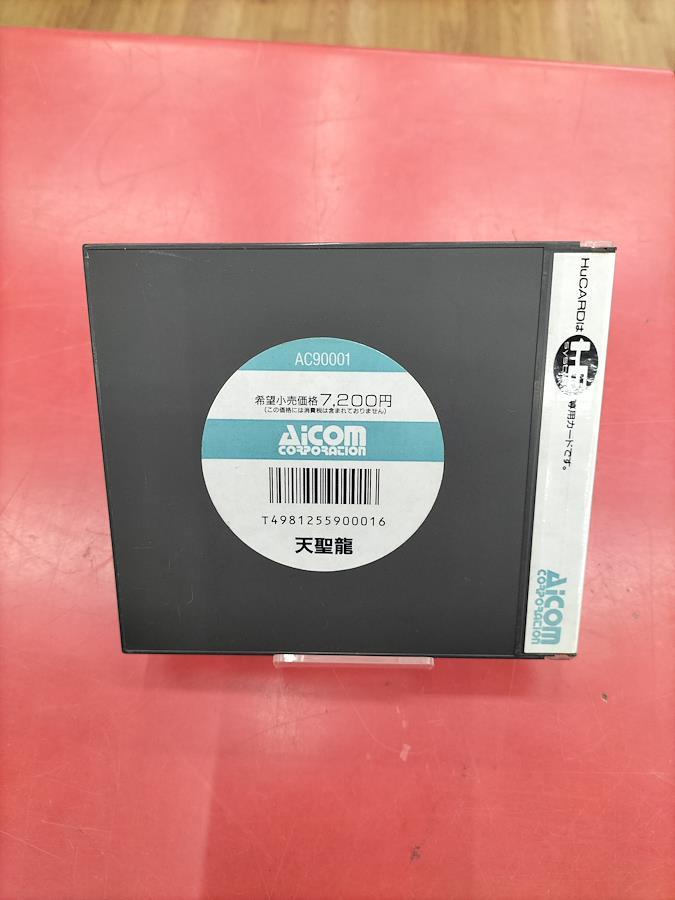 AC90001
希望小売価格 7,200円
(この価格には消費税は含まれておりません)
AiCOM
CORPORATION
T4981255900016
天聖龍
HuCARDは
専用カードです。
AiCOM
CORPORATION